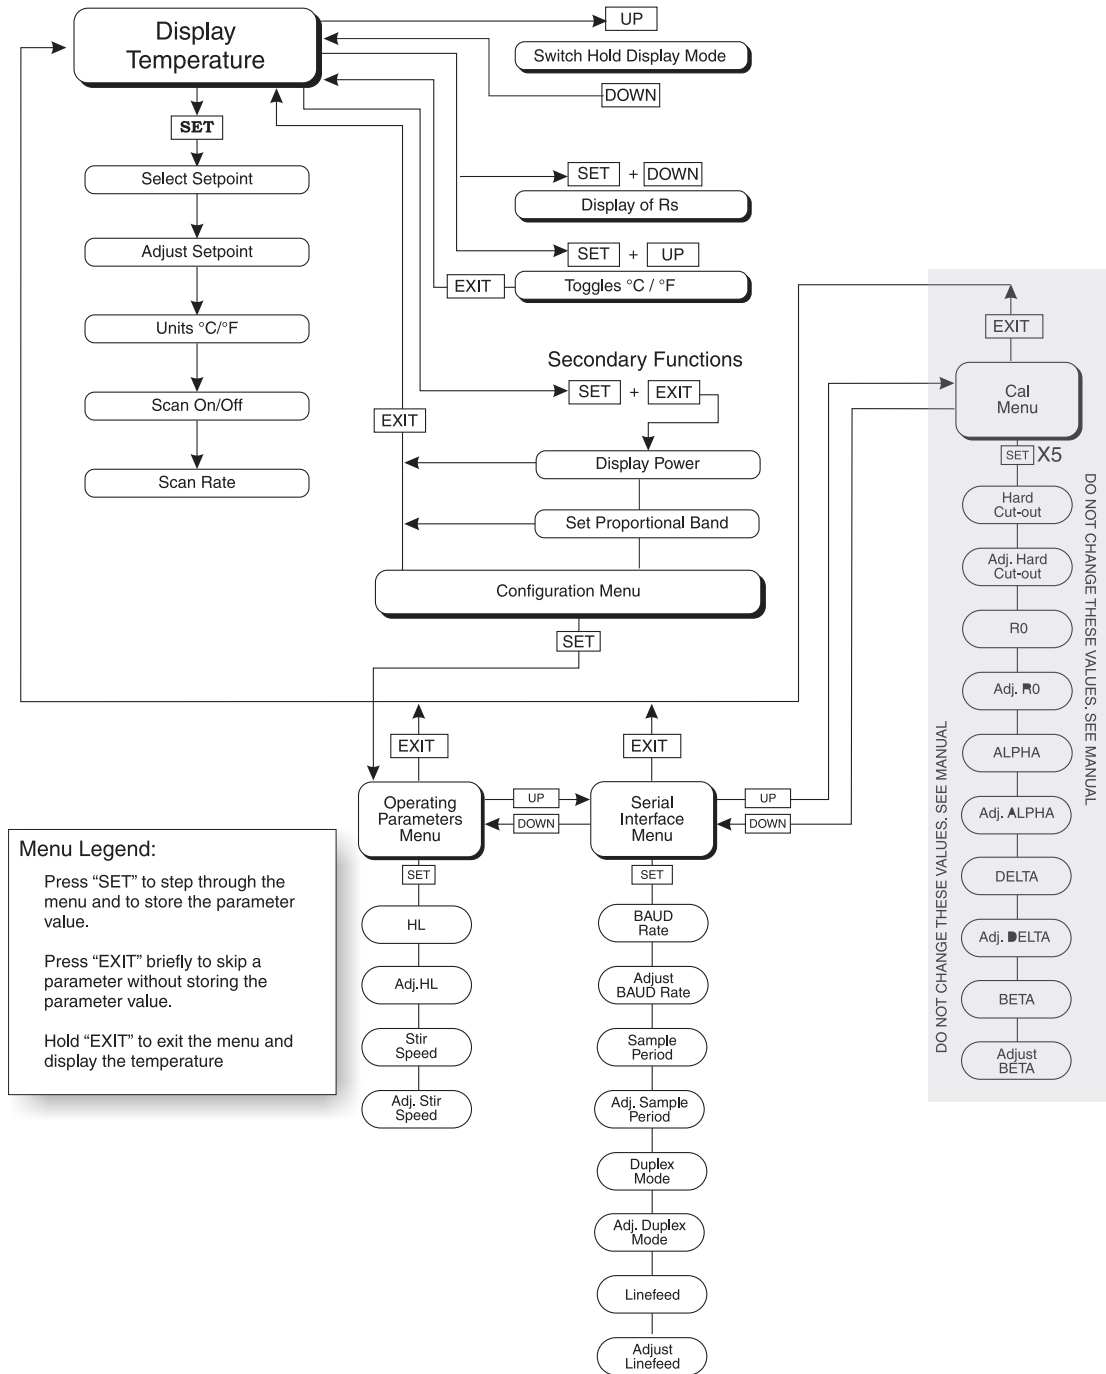 Display
Temperature
UP
Switch Hold Display Mode
DOWN
SET
Select Setpoint
Adjust Setpoint
Units °C/°F
Scan On/Off
Scan Rate
SET + DOWN
Display of Rs
SET + UP
EXIT
Toggles °C / °F
Secondary Functions
SET + EXIT
EXIT
Display Power
Set Proportional Band
Configuration Menu
SET
EXIT
Operating
Parameters
Menu
UP
DOWN
SET
HL
Adj.HL
Stir
Speed
Adj. Stir
Speed
EXIT
Serial
Interface
Menu
UP
DOWN
SET
BAUD
Rate
Adjust
BAUD Rate
Sample
Period
Adj. Sample
Period
Duplex
Mode
Adj. Duplex
Mode
Linefeed
Adjust
Linefeed
EXIT
Cal
Menu
SET X5
Hard
Cut-out
Adj. Hard
Cut-out
R0
Adj. R0
ALPHA
Adj. ALPHA
DELTA
Adj. DELTA
BETA
Adjust
BETA
DO NOT CHANGE THESE VALUES. SEE MANUAL
DO NOT CHANGE THESE VALUES. SEE MANUAL
Menu Legend:
Press “SET” to step through the
menu and to store the parameter
value.
Press “EXIT” briefly to skip a
parameter without storing the
parameter value.
Hold “EXIT” to exit the menu and
display the temperature